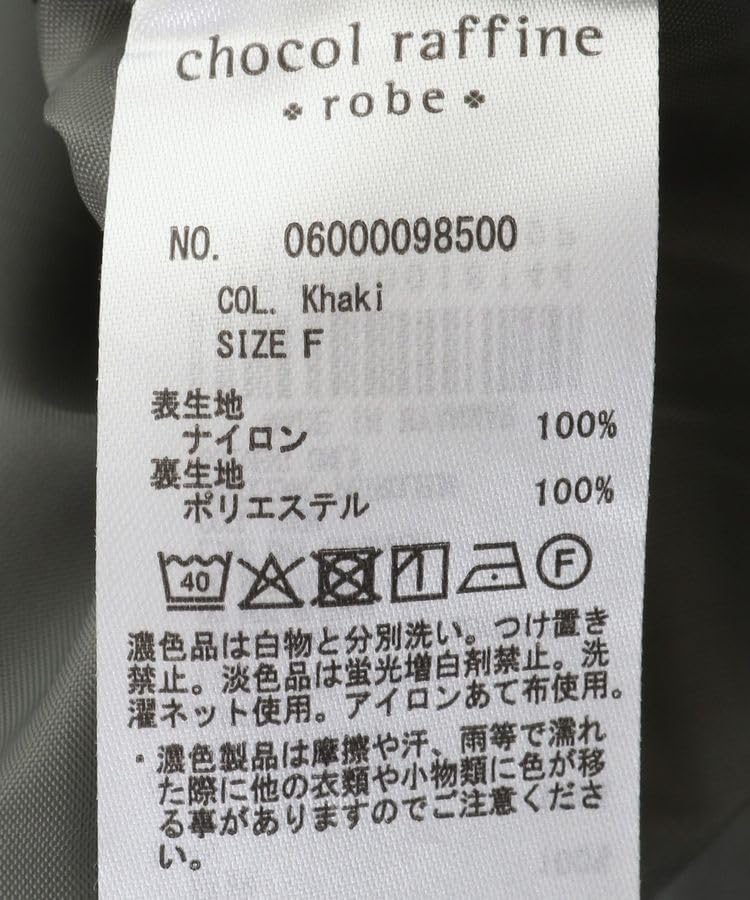 chocol raffine
robe
NO. 06000098500
COL. Khaki
SIZE F
表生地
ナイロン 100%
裏生地
ポリエステル 100%
40
F
濃色品は白物と分別洗い。つけ置き
禁止。淡色品は蛍光増白剤禁止。洗
濯ネット使用。アイロンあて布使用。
・濃色製品は摩擦や汗、雨等で濡れ
た際に他の衣類や小物類に色が移
る事がありますのでご注意くださ
い。